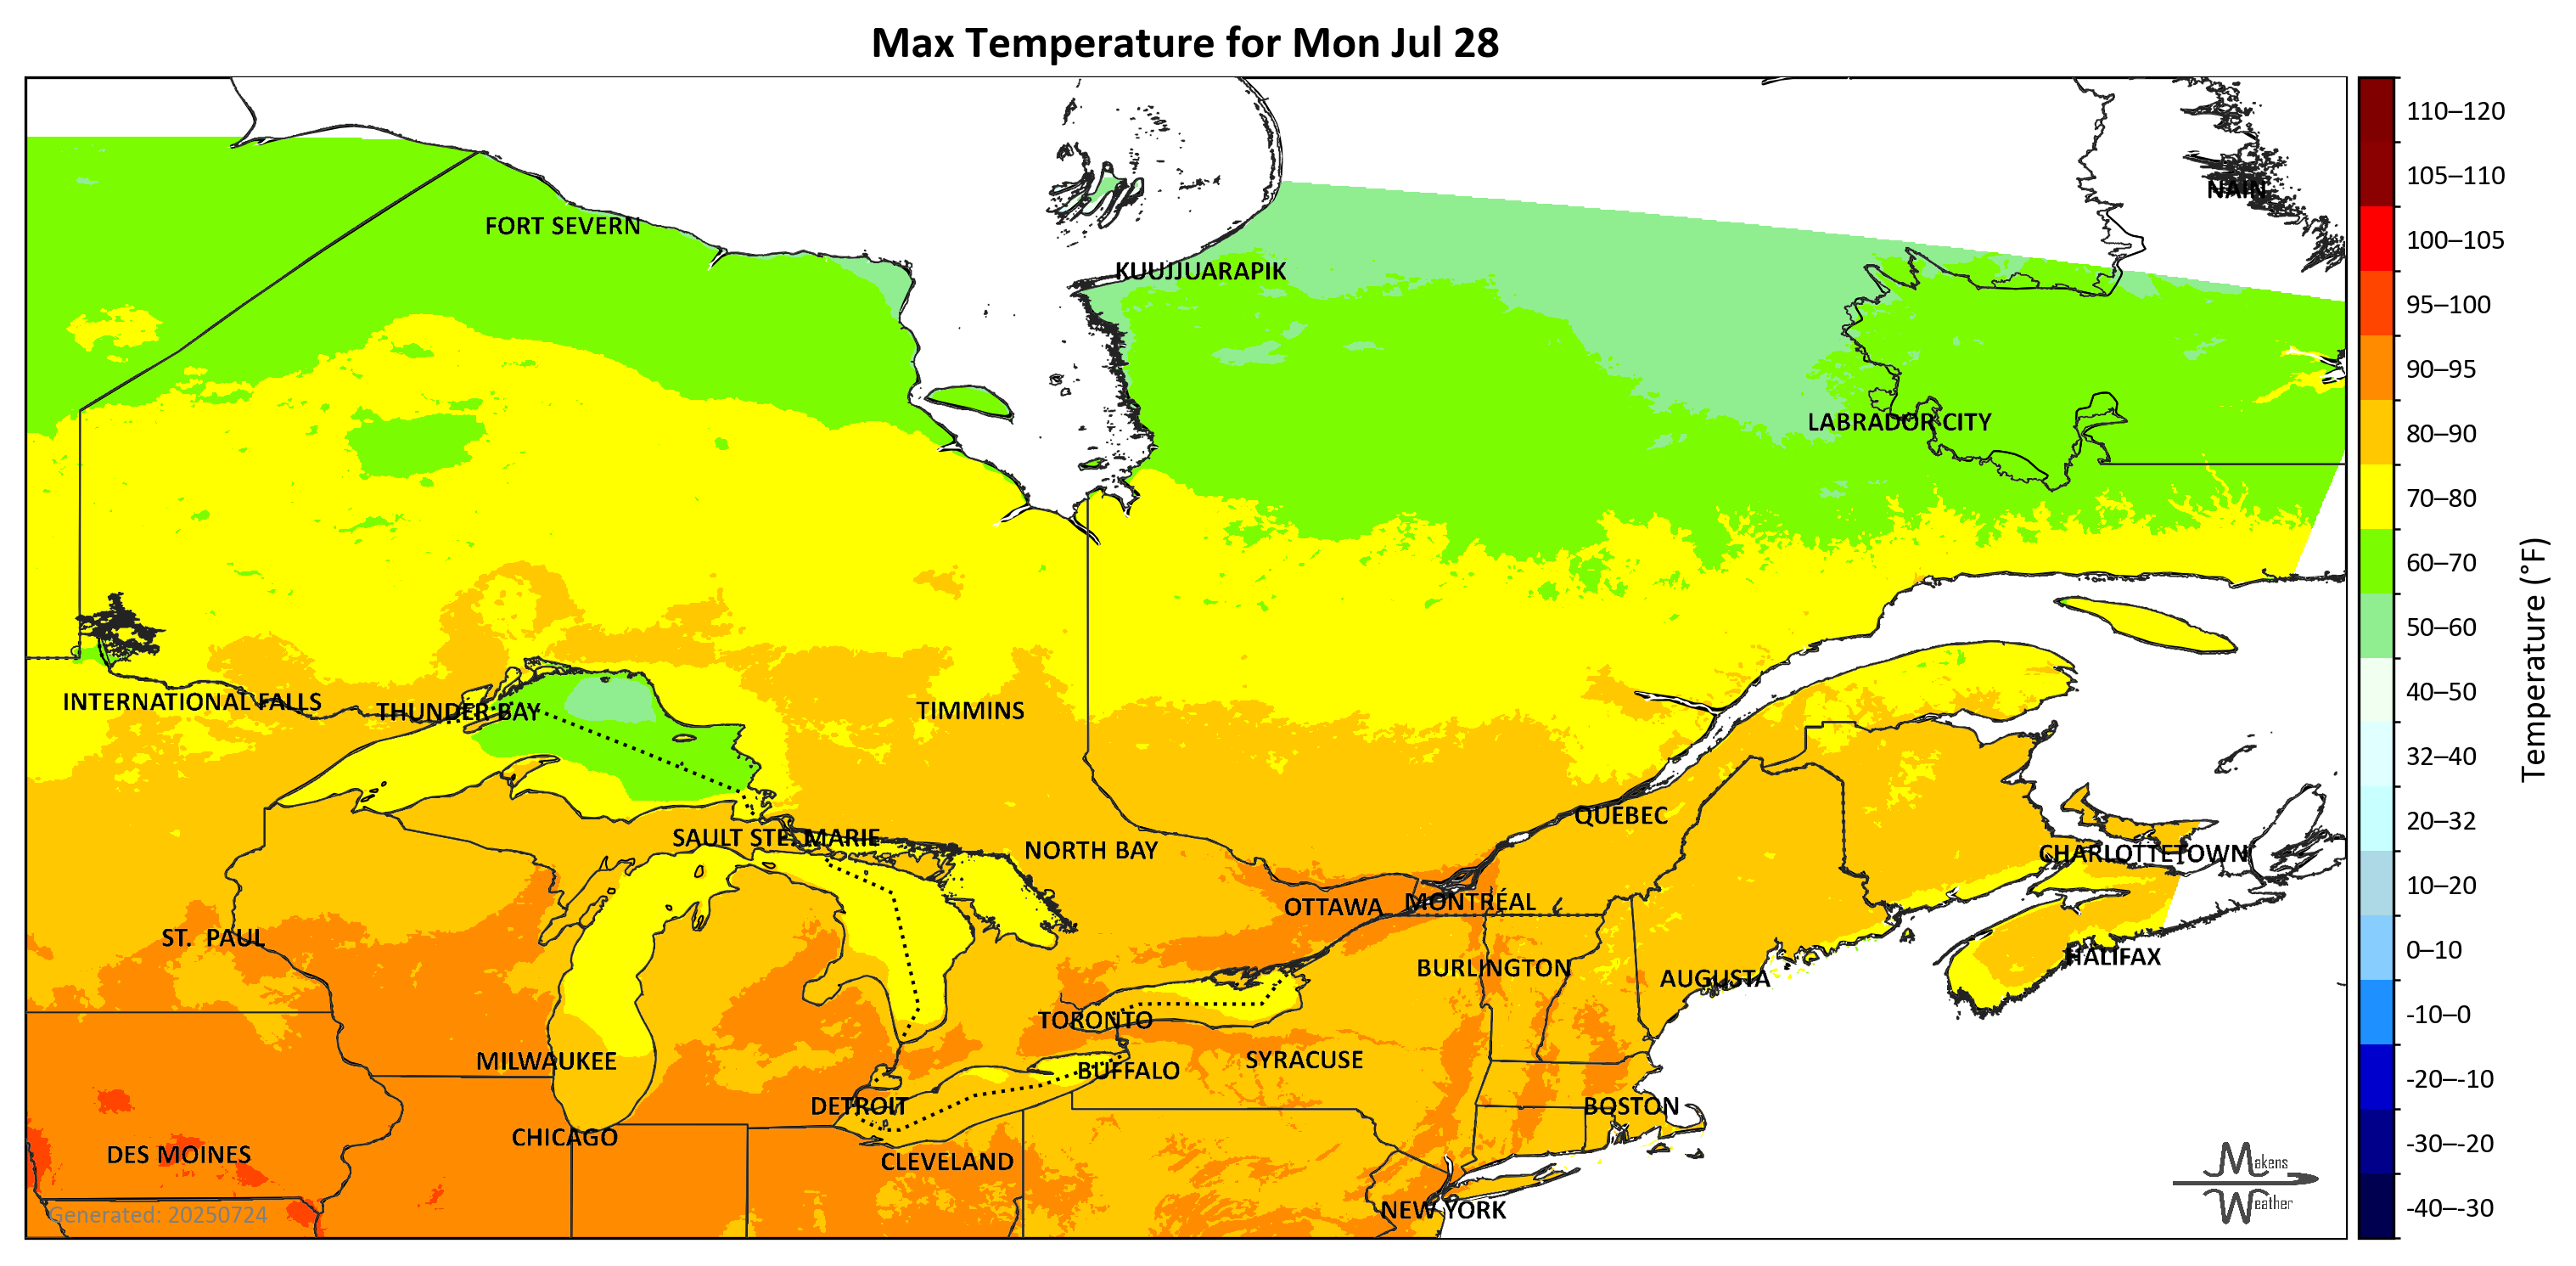 Max Temperature for Mon Jul 28
FORT SEVERN
KUUJJUARAPIK
NAIN
LABRADOR CITY
INTERNATIONAL FALLS
THUNDER BAY
TIMMINS
SAULT STE. MARIE
NORTH BAY
QUÉBEC
CHARLOTTETOWN
OTTAWA
MONTRÉAL
ST.  PAUL
BURLINGTON
AUGUSTA
HALIFAX
TORONTO
MILWAUKEE
SYRACUSE
BUFFALO
DETROIT
BOSTON
CHICAGO
DES MOINES
CLEVELAND
NEW YORK
Generated: 20250724
Makens
Weather
110–120
105–110
100–105
95–100
90–95
80–90
70–80
60–70
50–60
40–50
32–40
20–32
10–20
0–10
-10–0
-20–-10
-30–-20
-40–-30
Temperature (°F)